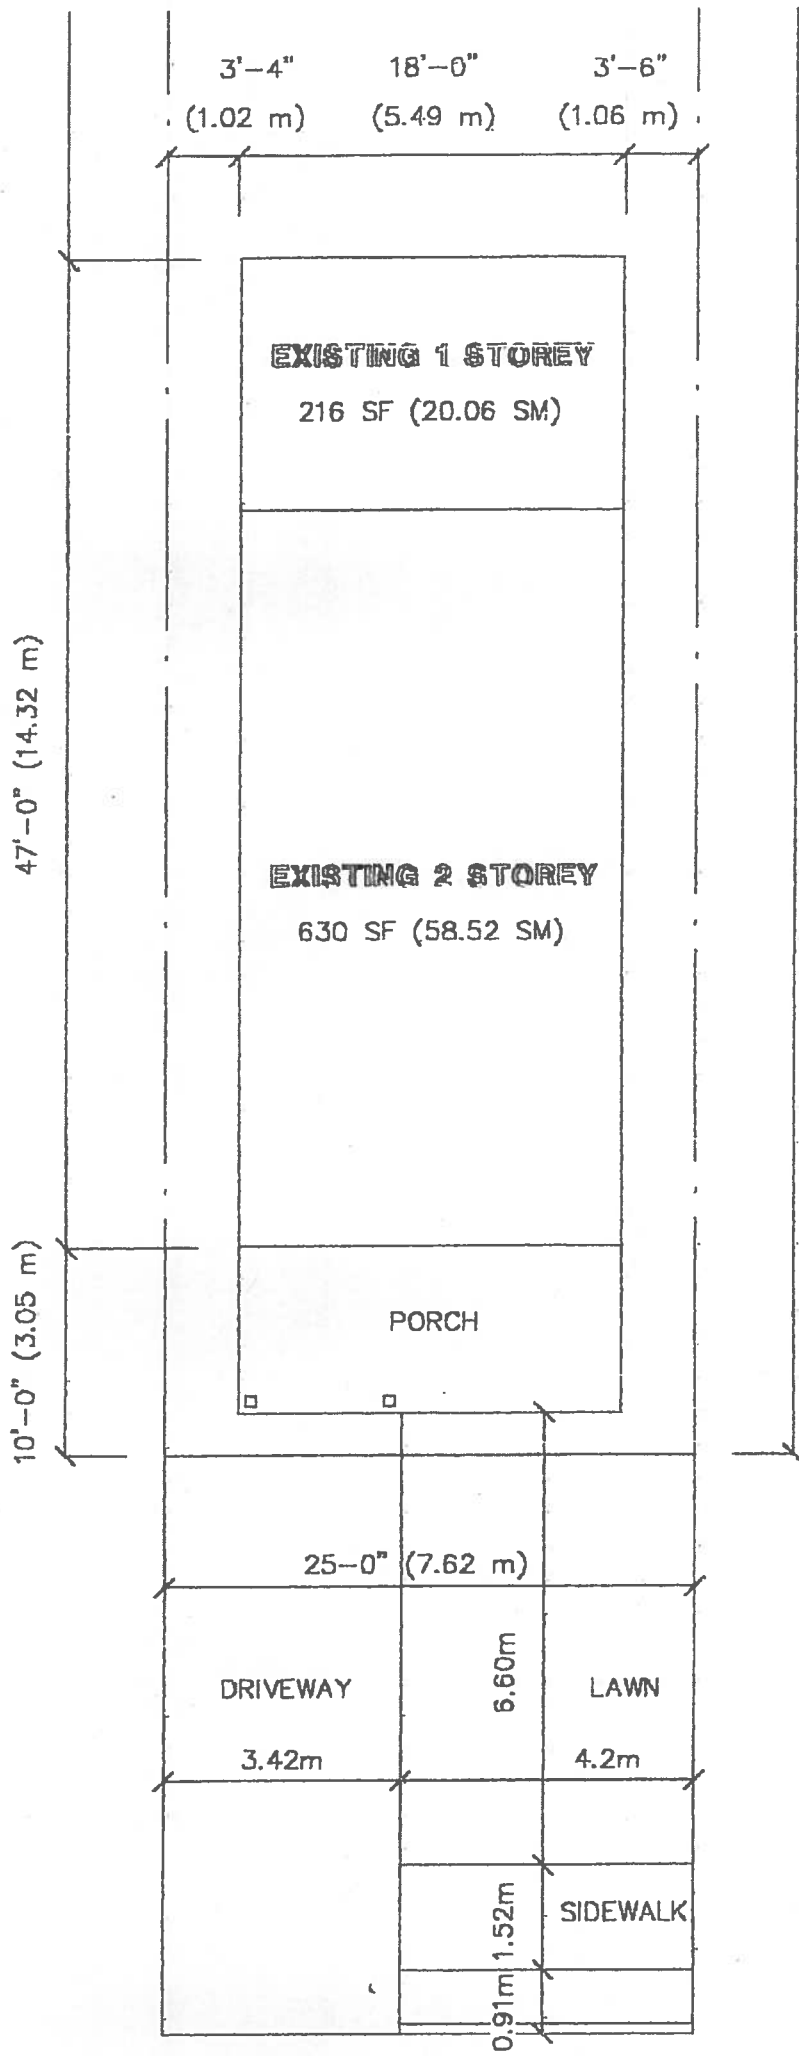 3'-4" 18'-0" 3'-6"
(1.02 m) (5.49 m) (1.06 m)
EXISTING 1 STOREY
216 SF (20.06 SM)
47'-0" (14.32 m)
EXISTING 2 STOREY
630 SF (58.52 SM)
10'-0" (3.05 m)
PORCH
25-0" (7.62 m)
6.60m
DRIVEWAY LAWN
3.42m 4.2m
1.52m
SIDEWALK
0.91m